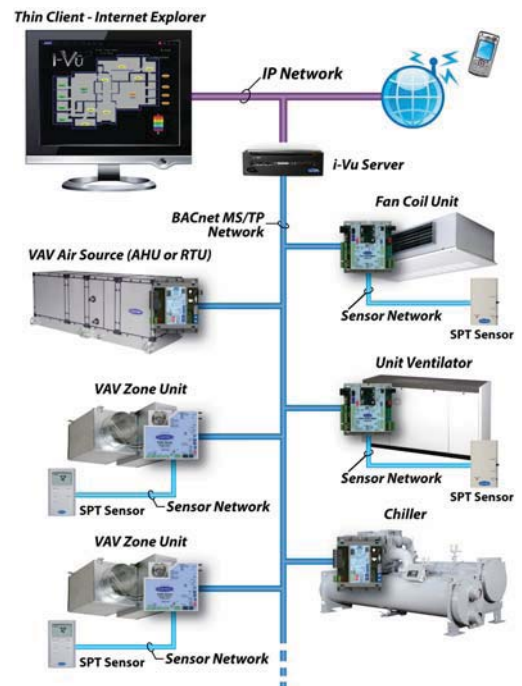 Thin Client - Internet Explorer
i-Vu
IP Network
i-Vu Server
BACnet MS/TP
Network
Fan Coil Unit
VAV Air Source (AHU or RTU)
Sensor Network
SPT Sensor
Unit Ventilator
VAV Zone Unit
Sensor Network
SPT Sensor
SPT Sensor
Sensor Network
Chiller
VAV Zone Unit
SPT Sensor
Sensor Network